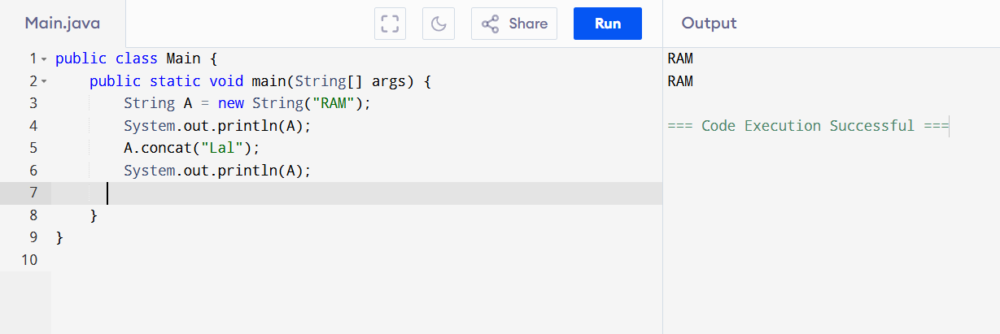 Main.java
Share
Run
Output
1 public class Main {
2     public static void main(String[] args) {
3         String A = new String("RAM");
4         System.out.println(A);
5         A.concat("Lal");
6         System.out.println(A);
7
8     }
9 }
10
RAM
RAM
=== Code Execution Successful ===